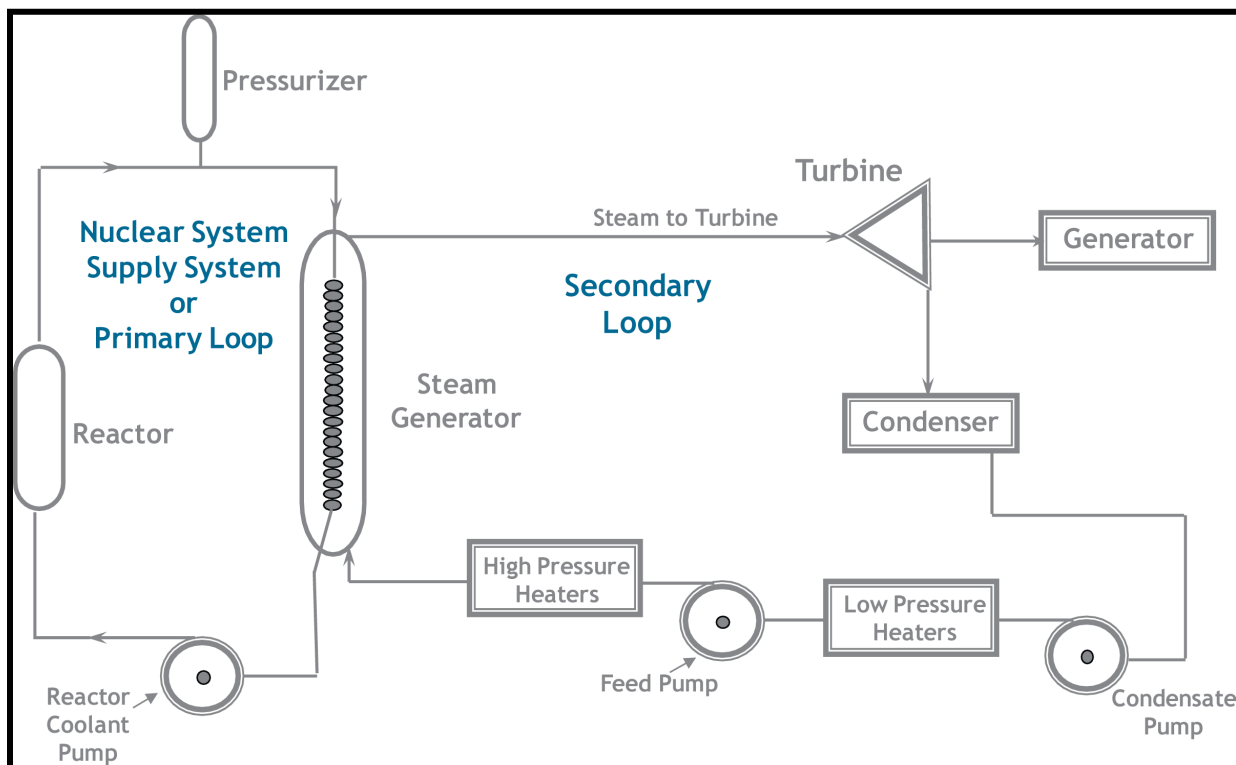 Pressurizer
Turbine
Steam to Turbine
Generator
Nuclear System
Supply System
or
Primary Loop
Secondary
Loop
Steam
Generator
Reactor
Condenser
High Pressure
Heaters
Low Pressure
Heaters
Feed Pump
Reactor
Coolant
Pump
Condensate
Pump